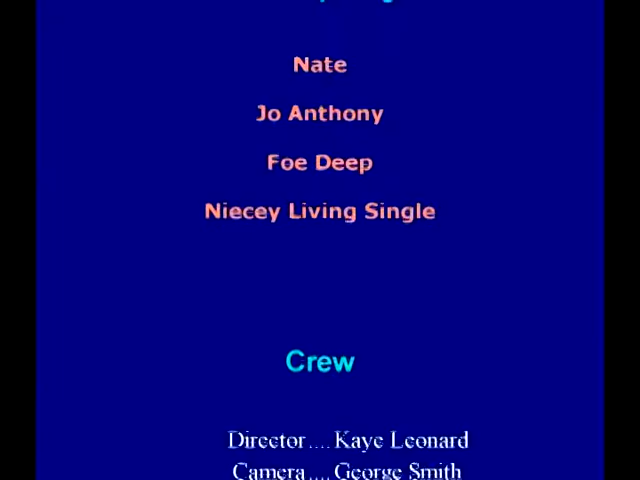 Nate
Jo Anthony
Foe Deep
Niecey Living Single
Crew
Director....Kaye Leonard
Camera....George Smith